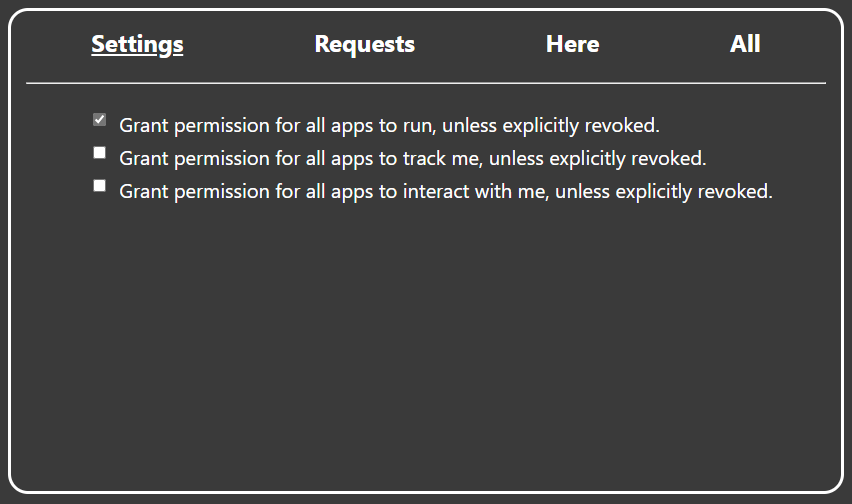 Settings Requests Here All
Grant permission for all apps to run, unless explicitly revoked.
Grant permission for all apps to track me, unless explicitly revoked.
Grant permission for all apps to interact with me, unless explicitly revoked.